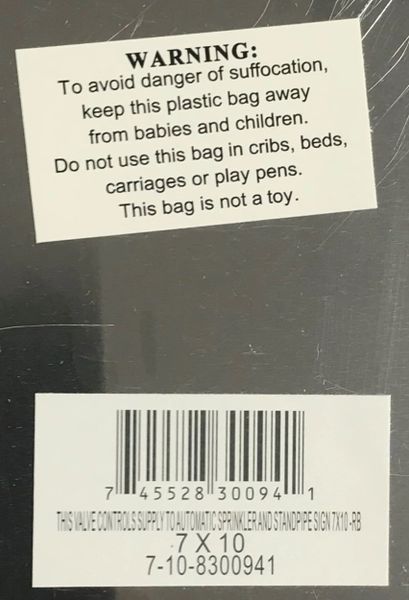 WARNING:
To avoid danger of suffocation,
keep this plastic bag away
from babies and children.
Do not use this bag in cribs, beds,
carriages or play pens.
This bag is not a toy.
7 45528 30094 1
THIS VALVE CONTROLS SUPPLY TO AUTOMATIC SPRINKLER AND STANDPIPE SIGN 7X10 -RB
7 X 10
7-10-8300941